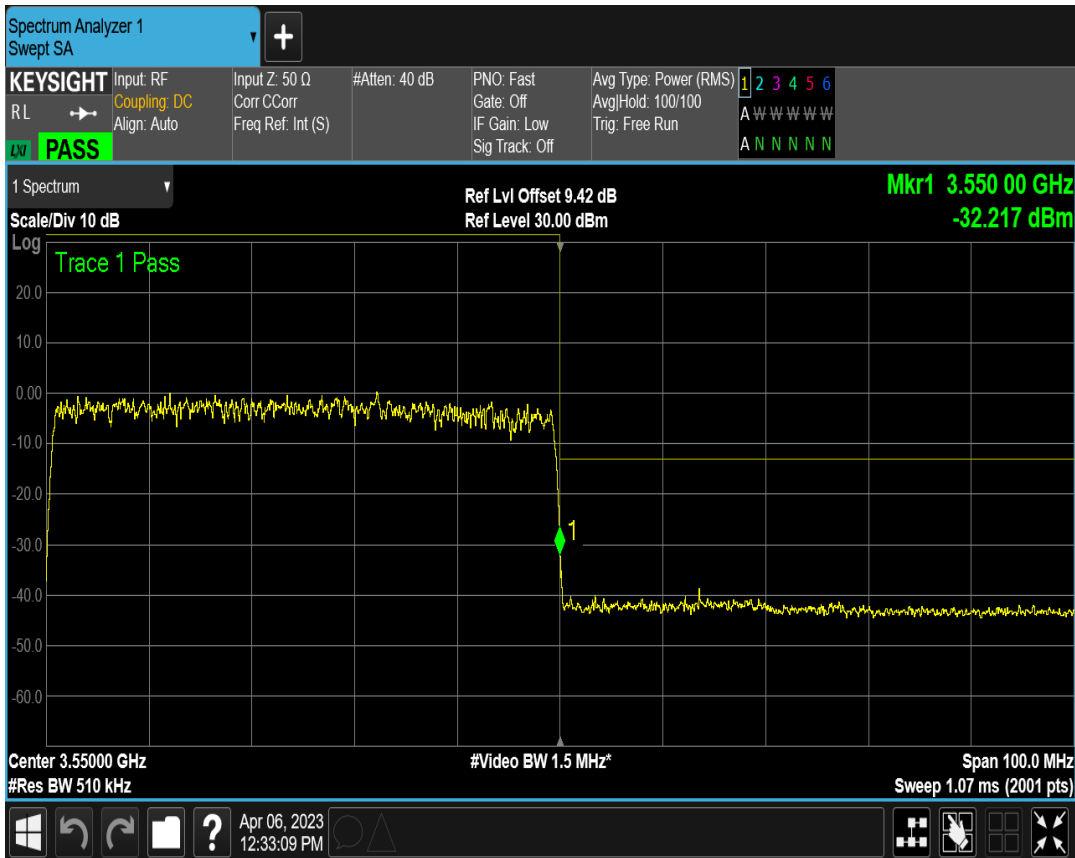 Spectrum Analyzer 1
Swept SA
+
KEYSIGHT
RL
LXI PASS
Input: RF
Coupling: DC
Align: Auto
Input Z: 50 Ω
Corr CCorr
Freq Ref: Int (S)
#Atten: 40 dB
PNO: Fast
Gate: Off
IF Gain: Low
Sig Track: Off
Avg Type: Power (RMS)
Avg|Hold: 100/100
Trig: Free Run
1 2 3 4 5 6
A W W W W W
A N N N N N
1 Spectrum
Scale/Div 10 dB
Ref Lvl Offset 9.42 dB
Ref Level 30.00 dBm
Mkr1 3.550 00 GHz
-32.217 dBm
Log
Trace 1 Pass
20.0
10.0
0.00
-10.0
-20.0
1
-30.0
-40.0
-50.0
-60.0
Center 3.55000 GHz
#Res BW 510 kHz
#Video BW 1.5 MHz*
Span 100.0 MHz
Sweep 1.07 ms (2001 pts)
?
Apr 06, 2023
12:33:09 PM